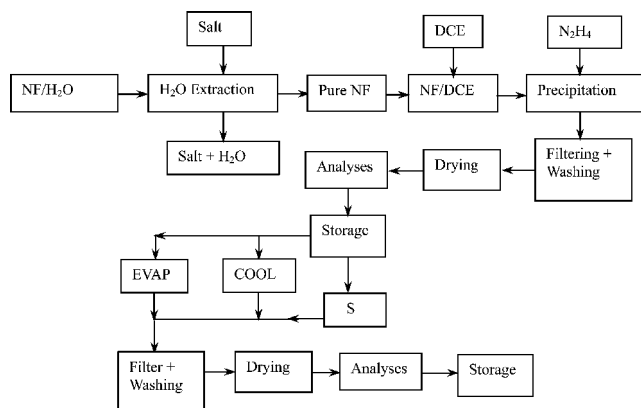 Salt
DCE
N₂H₄
NF/H₂O
H₂O Extraction
Pure NF
NF/DCE
Precipitation
Salt + H₂O
Analyses
Drying
Filtering +
Washing
Storage
EVAP
COOL
S
Filter +
Washing
Drying
Analyses
Storage